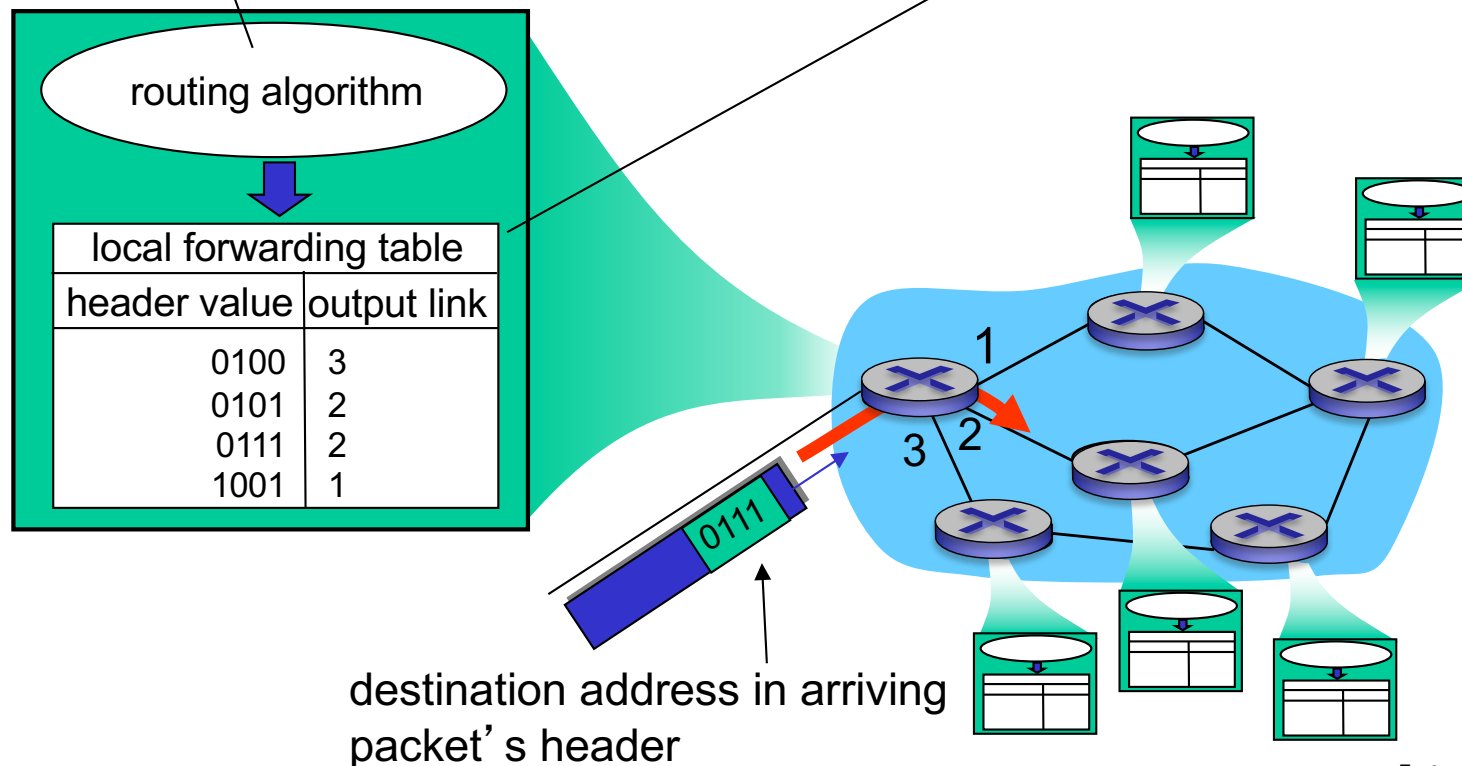 routing algorithm
local forwarding table
header value output link
0100 3
0101 2
0111 2
1001 1
1
2
3
0111
destination address in arriving
packet’s header